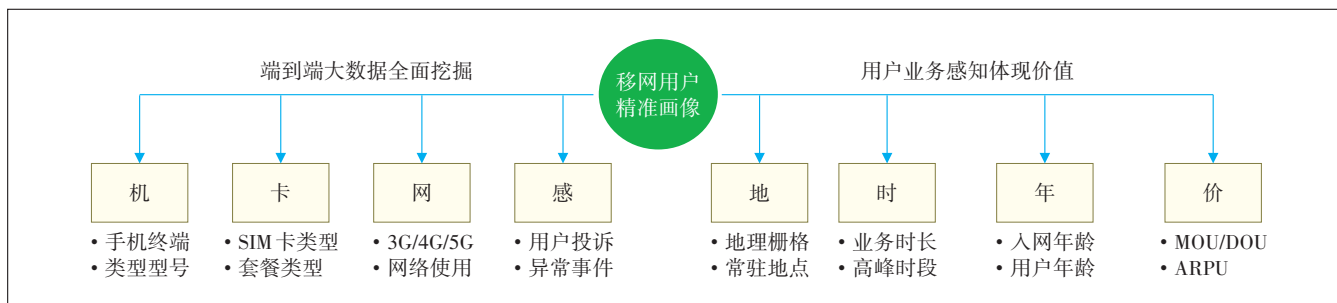 端到端大数据全面挖掘
移网用户
精准画像
用户业务感知体现价值
机
卡
网
感
地
时
年
价
• 手机终端
• 类型型号
• SIM卡类型
• 套餐类型
• 3G/4G/5G
• 网络使用
• 用户投诉
• 异常事件
• 地理栅格
• 常驻地点
• 业务时长
• 高峰时段
• 入网年龄
• 用户年龄
• MOU/DOU
• ARPU